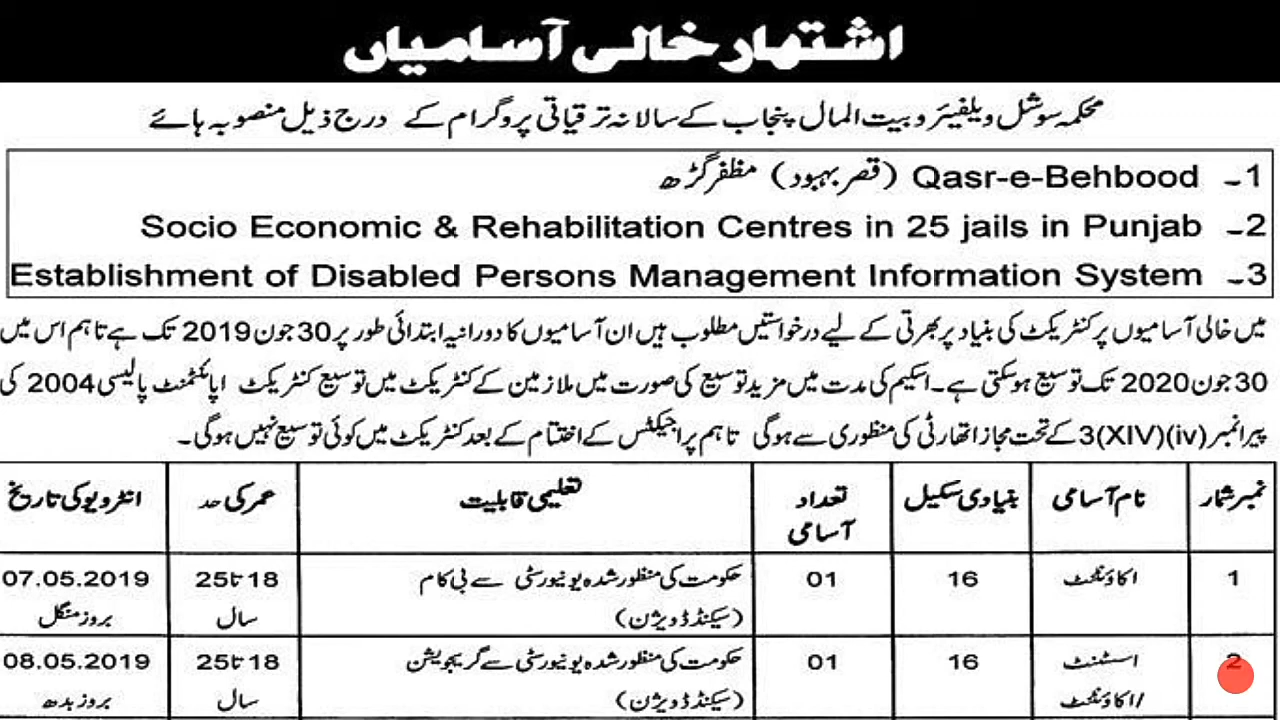 اشتہار خالی آسامیاں
محکمہ سوشل ویلفیئر و بیت المال پنجاب کے سالانہ ترقیاتی پروگرام کے درج ذیل منصوبہ ہائے
1۔ Qasr-e-Behbood (قصر بہبود) مظفر گڑھ
2۔ Socio Economic & Rehabilitation Centres in 25 jails in Punjab
3۔ Establishment of Disabled Persons Management Information System
میں خالی آسامیوں پر کنٹریکٹ کی بنیاد پر بھرتی کے لیے درخواستیں مطلوب ہیں ان آسامیوں کا دورانیہ ابتدائی طور پر 30 جون 2019 تک ہے تاہم اس میں
30 جون 2020 تک توسیع ہوسکتی ہے۔ اسکیم کی مدت میں مزید توسیع کی صورت میں ملازمین کے کنٹریکٹ میں توسیع کنٹریکٹ اپائنٹمنٹ پالیسی 2004 کی
پیرا نمبر 3(XIV)(iv) کے تحت مجاز اتھارٹی کی منظوری سے ہوگی تاہم پراجیکٹس کے اختتام کے بعد کنٹریکٹ میں کوئی توسیع نہیں ہوگی۔
نمبر شمار نام آسامی بنیادی سکیل تعداد تعلیمی قابلیت عمر کی حد انٹرویو کی تاریخ
آسامی
1 اکاؤنٹنٹ 16 01 حکومت کی منظور شدہ یونیورسٹی سے بی کام 18 تا 25 07.05.2019
(سیکنڈ ڈویژن) سال بروز منگل
2 اسسٹنٹ 16 01 حکومت کی منظور شدہ یونیورسٹی سے گریجویشن 18 تا 25 08.05.2019
/اکاؤنٹنٹ (سیکنڈ ڈویژن) سال بروز بدھ